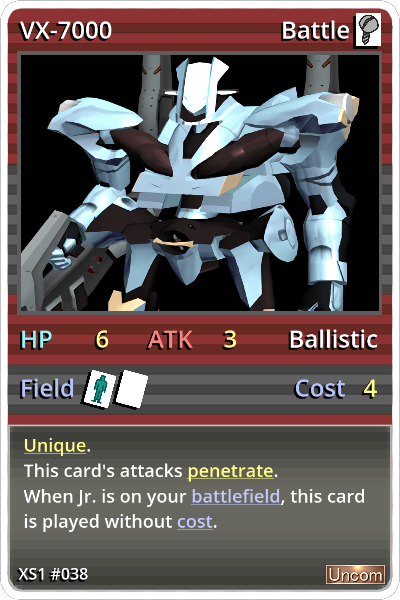 VX-7000 Battle
HP 6 ATK 3 Ballistic
Field Cost 4
Unique.
This card's attacks penetrate.
When Jr. is on your battlefield, this card
is played without cost.
XS1 #038 Uncom